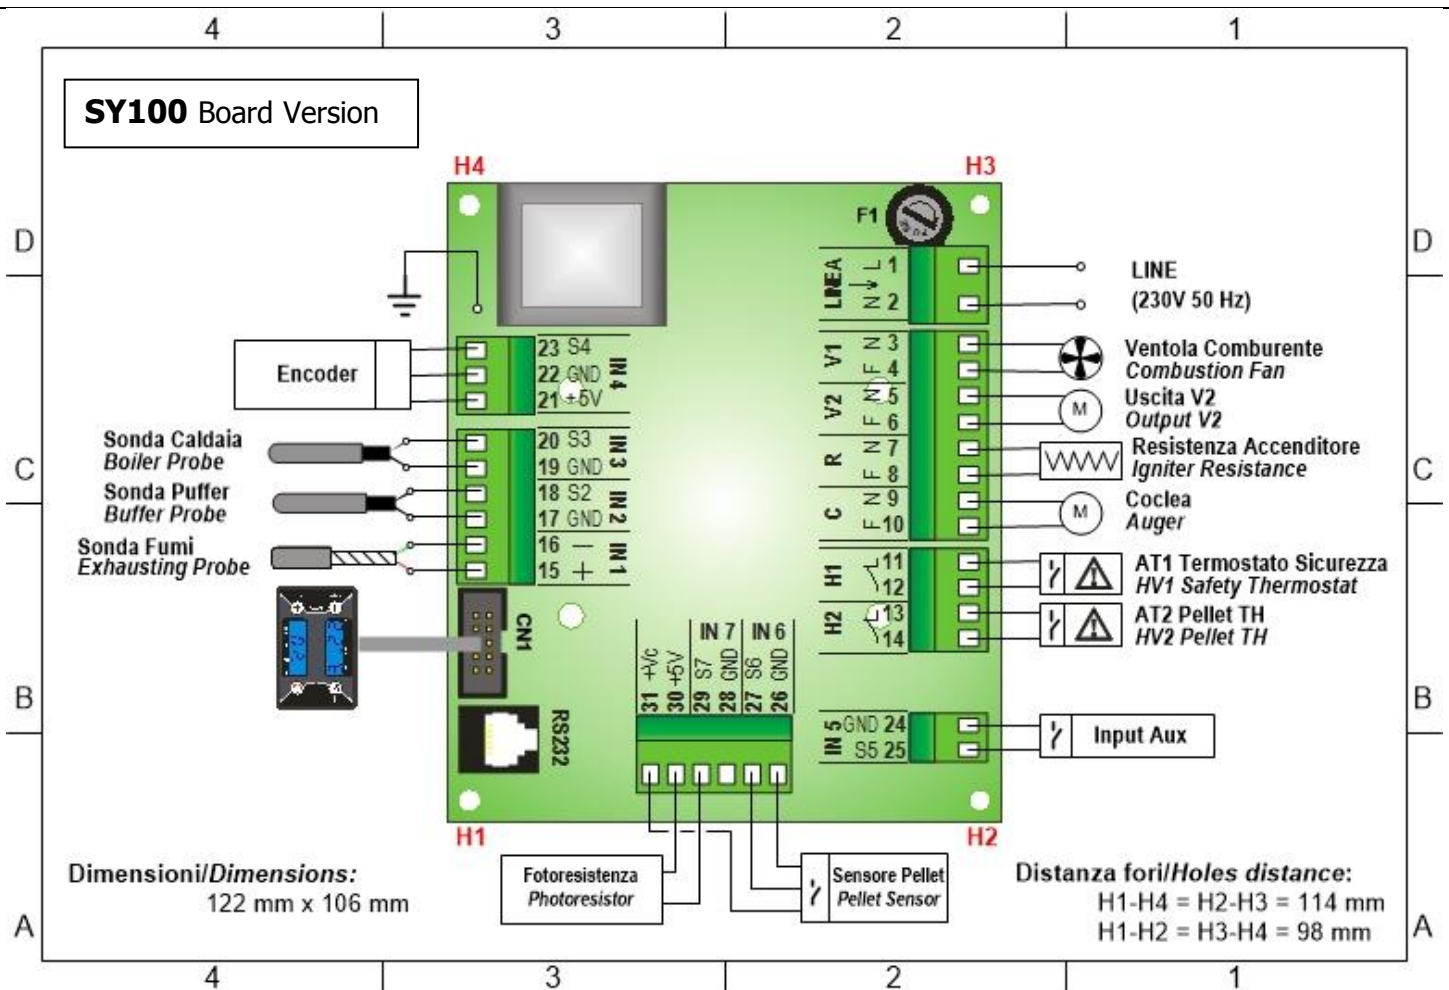 4 3 2 1
SY100 Board Version
H4 H3
F1
D D
LINEA
L 1
N 2
LINE
(230V 50 Hz)
23 S4
22 GND
21 +5V
IN 4
Encoder
V1
N 3
F 4
Ventola Comburente
Combustion Fan
V2
N 5
F 6
M
Uscita V2
Output V2
Sonda Caldaia
Boiler Probe
20 S3
19 GND
IN 3
R
N 7
F 8
Resistenza Accenditore
Igniter Resistance
C C
Sonda Puffer
Buffer Probe
18 S2
17 GND
IN 2
C
N 9
F 10
M
Coclea
Auger
Sonda Fumi
Exhausting Probe
16 –
15 +
IN 1
H1
11
12
AT1 Termostato Sicurezza
HV1 Safety Thermostat
H2
13
14
AT2 Pellet TH
HV2 Pellet TH
CN1
IN 7 IN 6
31 +Vc
30 +5V
29 S7
28 GND
27 S6
26 GND
B B
RS232
IN 5
GND 24
S5 25
Input Aux
H1 H2
Dimensioni/Dimensions:
122 mm x 106 mm
Fotoresistenza
Photoresistor
Sensore Pellet
Pellet Sensor
Distanza fori/Holes distance:
H1-H4 = H2-H3 = 114 mm
H1-H2 = H3-H4 = 98 mm
A A
4 3 2 1